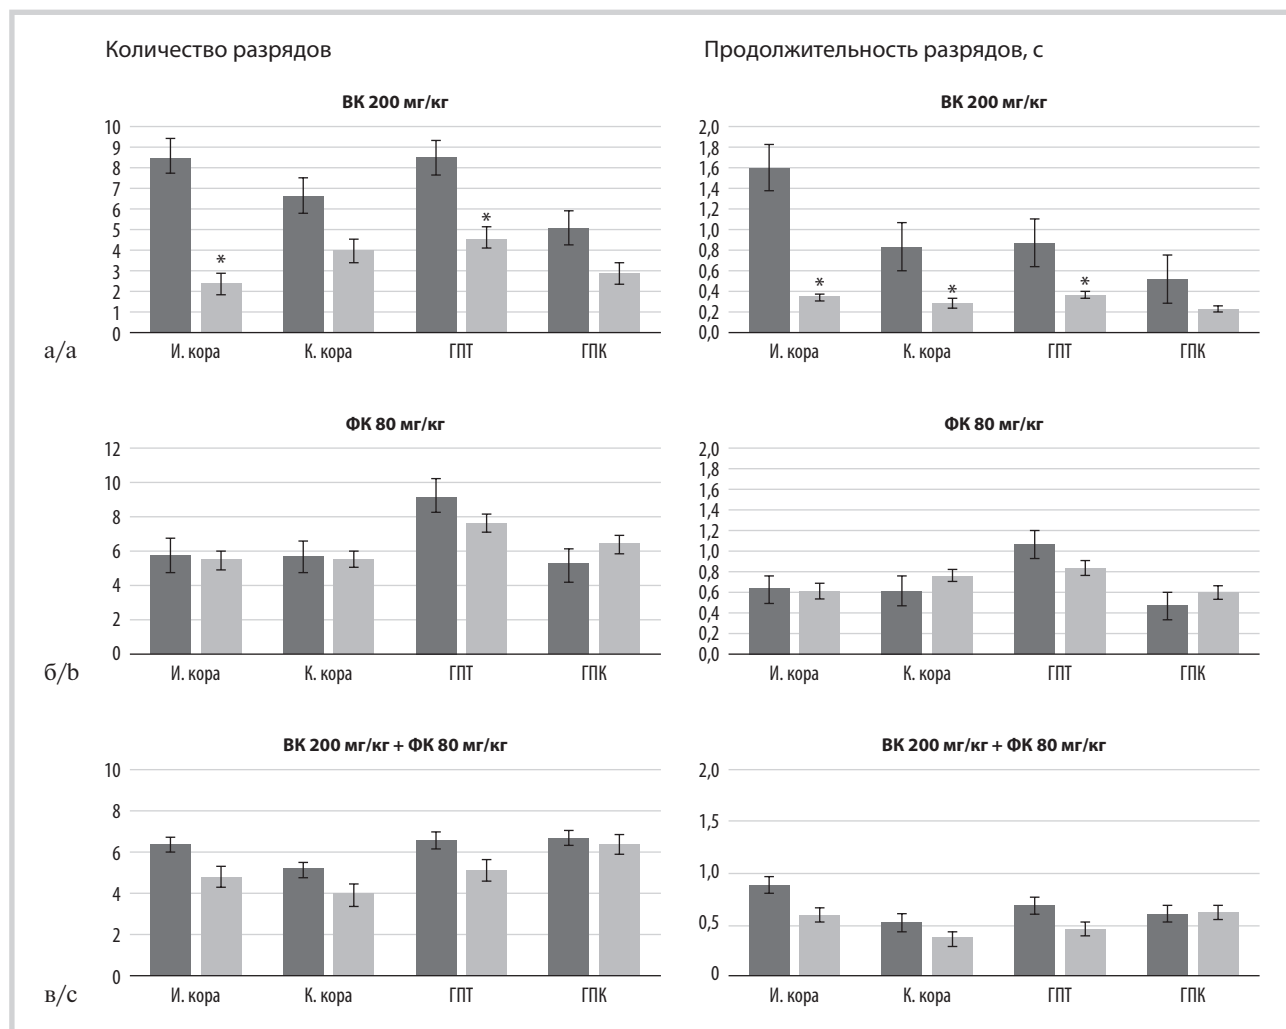 Количество разрядов
Продолжительность разрядов, с
ВК 200 мг/кг
10
9
8
7
6
5
4
3
2
1
0
*
*
И. кора К. кора ГПТ ГПК
ВК 200 мг/кг
2,0
1,8
1,6
1,4
1,2
1,0
0,8
0,6
0,4
0,2
0,0
* * *
И. кора К. кора ГПТ ГПК
а/a
ФК 80 мг/кг
12
10
8
6
4
2
0
И. кора К. кора ГПТ ГПК
ФК 80 мг/кг
2,0
1,8
1,6
1,4
1,2
1,0
0,8
0,6
0,4
0,2
0,0
И. кора К. кора ГПТ ГПК
б/b
ВК 200 мг/кг + ФК 80 мг/кг
10
8
6
4
2
0
И. кора К. кора ГПТ ГПК
ВК 200 мг/кг + ФК 80 мг/кг
2,0
1,5
1,0
0,5
0
И. кора К. кора ГПТ ГПК
в/c